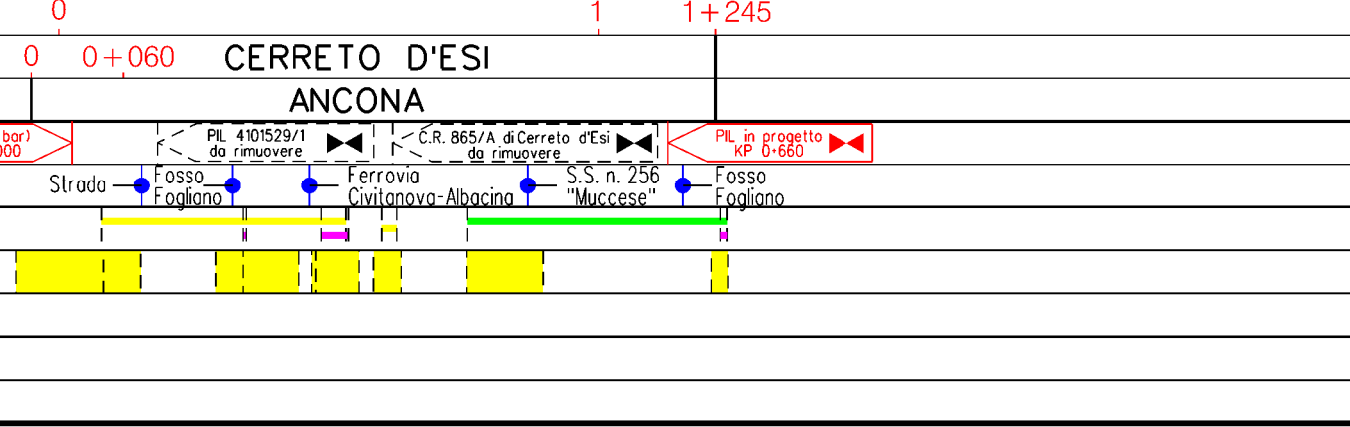 0 1 1+245
0 0+060 CERRETO D'ESI
ANCONA
bar)
000
PIL 4101529/1
da rimuovere
C.R. 865/A di Cerreto d'Esi
da rimuovere
PIL in progetto
KP 0+660
Strada
Fosso
Fogliano
Ferrovia
Civitanova-Albacina
S.S. n. 256
"Muccese"
Fosso
Fogliano